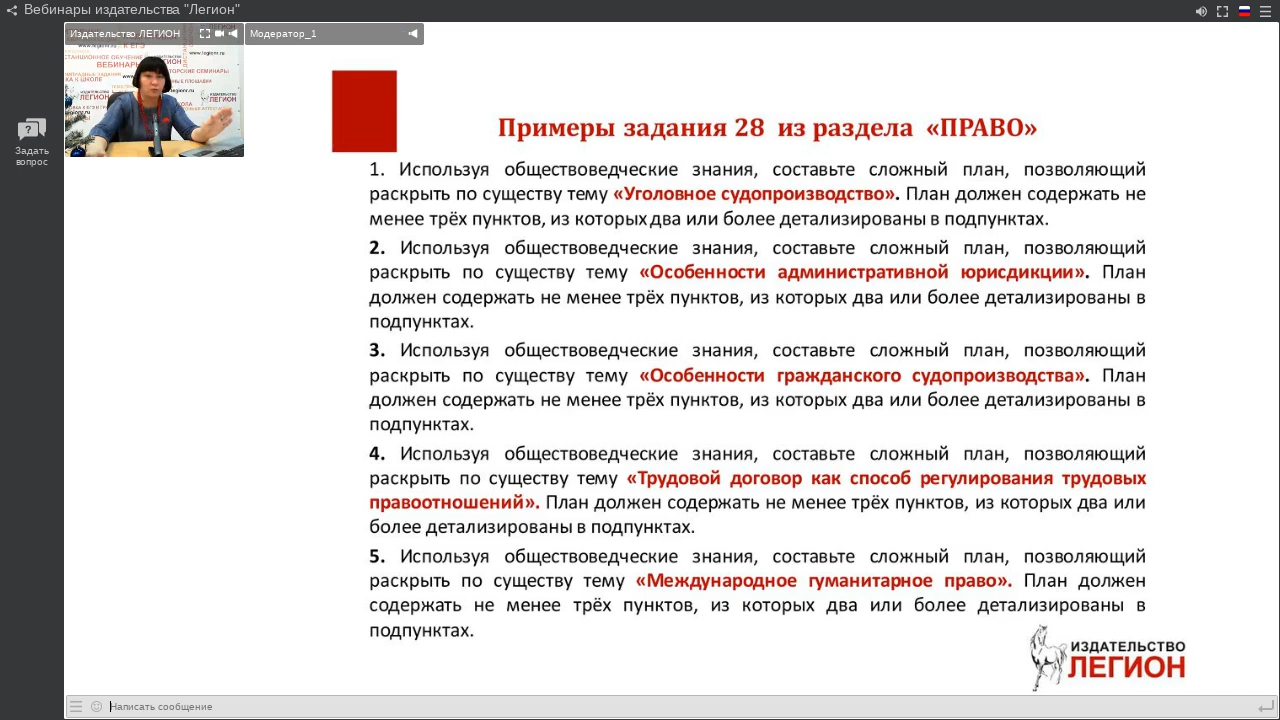 Вебинары издательства "Легион"
Издательство ЛЕГИОН
Модератор_1
Задать
вопрос
Примеры задания 28 из раздела «ПРАВО»
1. Используя обществоведческие знания, составьте сложный план, позволяющий
раскрыть по существу тему «Уголовное судопроизводство». План должен содержать не
менее трёх пунктов, из которых два или более детализированы в подпунктах.
2. Используя обществоведческие знания, составьте сложный план, позволяющий
раскрыть по существу тему «Особенности административной юрисдикции». План
должен содержать не менее трёх пунктов, из которых два или более детализированы в
подпунктах.
3. Используя обществоведческие знания, составьте сложный план, позволяющий
раскрыть по существу тему «Особенности гражданского судопроизводства». План
должен содержать не менее трёх пунктов, из которых два или более детализированы в
подпунктах.
4. Используя обществоведческие знания, составьте сложный план, позволяющий
раскрыть по существу тему «Трудовой договор как способ регулирования трудовых
правоотношений». План должен содержать не менее трёх пунктов, из которых два или
более детализированы в подпунктах.
5. Используя обществоведческие знания, составьте сложный план, позволяющий
раскрыть по существу тему «Международное гуманитарное право». План должен
содержать не менее трёх пунктов, из которых два или более детализированы в
подпунктах.
ИЗДАТЕЛЬСТВО
ЛЕГИОН
Написать сообщение